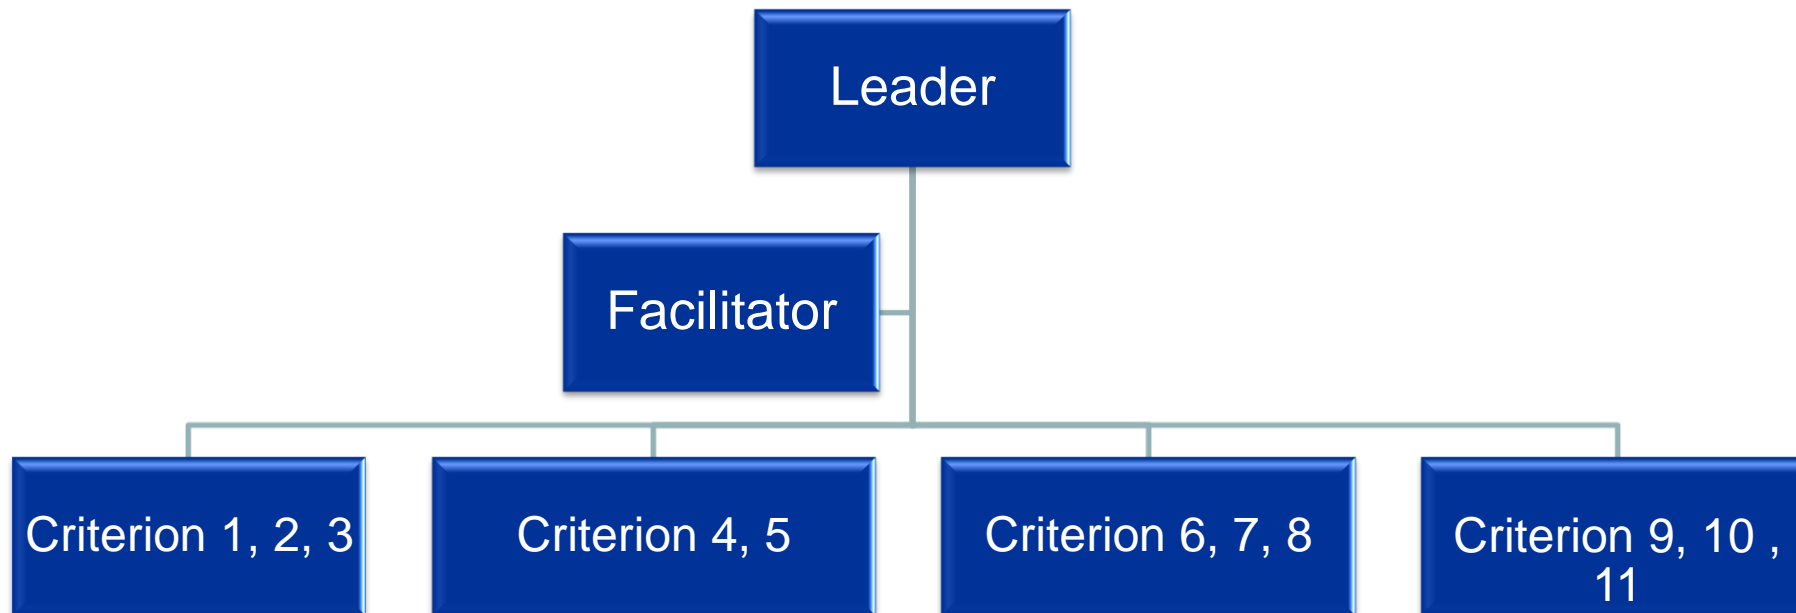 Leader
Facilitator
Criterion 1, 2, 3
Criterion 4, 5
Criterion 6, 7, 8
Criterion 9, 10 ,
11